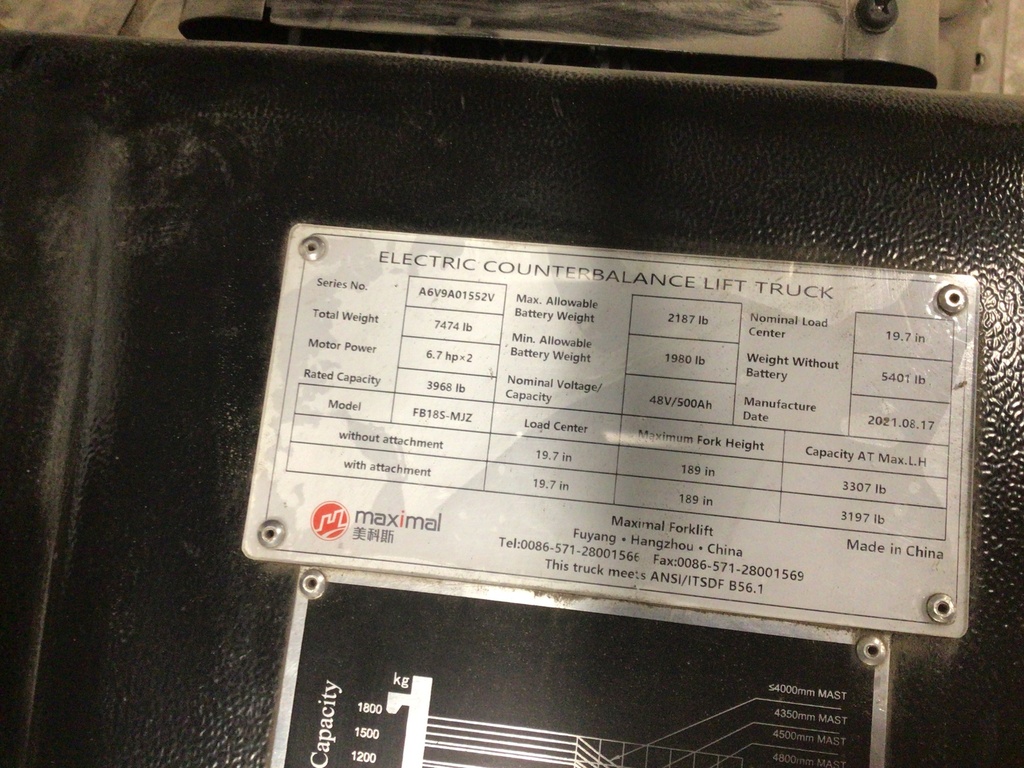 ELECTRIC COUNTERBALANCE LIFT TRUCK
Series No. A6V9A01552V Max. Allowable Battery Weight 2187 lb Nominal Load Center 19.7 in
Total Weight 7474 lb Min. Allowable Battery Weight 1980 lb Weight Without Battery 5401 lb
Motor Power 6.7 hp×2 Nominal Voltage/ Capacity 48V/500Ah Manufacture Date 2021.08.17
Rated Capacity 3968 lb
Model FB18S-MJZ Load Center Maximum Fork Height Capacity AT Max.L.H
without attachment 19.7 in 189 in 3307 lb
with attachment 19.7 in 189 in 3197 lb
maximal
美科斯
Maximal Forklift
Fuyang • Hangzhou • China
Made in China
Tel:0086-571-28001566 Fax:0086-571-28001569
This truck meets ANSI/ITSDF B56.1
kg
Capacity
1800
1500
1200
≤4000mm MAST
4350mm MAST
4500mm MAST
4800mm MAST